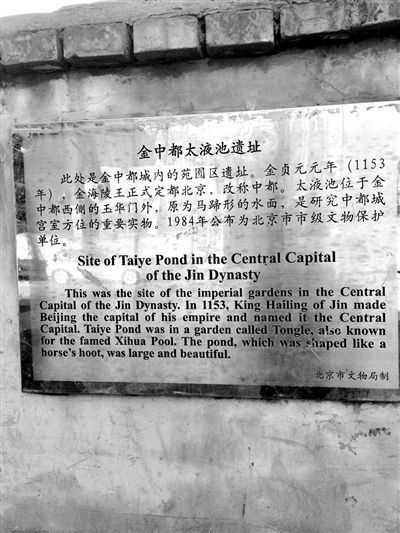 金中都太液池遗址
此处是金中都城内的苑囿区遗址。金贞元元年（1153
年），金海陵王正式定都北京，改称中都。太液池位于金
中都西侧的玉华门外，原为马蹄形的水面，是研究中都城
宫室方位的重要实物。1984年公布为北京市市级文物保护
单位。
Site of Taiye Pond in the Central Capital
of the Jin Dynasty
This was the site of the imperial gardens in the Central
Capital of the Jin Dynasty. In 1153, King Hailing of Jin made
Beijing the capital of his empire and named it the Central
Capital. Taiye Pond was in a garden called Tongle, also known
for the famed Xihua Pool. The pond, which was shaped like a
horse's hoot, was large and beautiful.
北京市文物局制